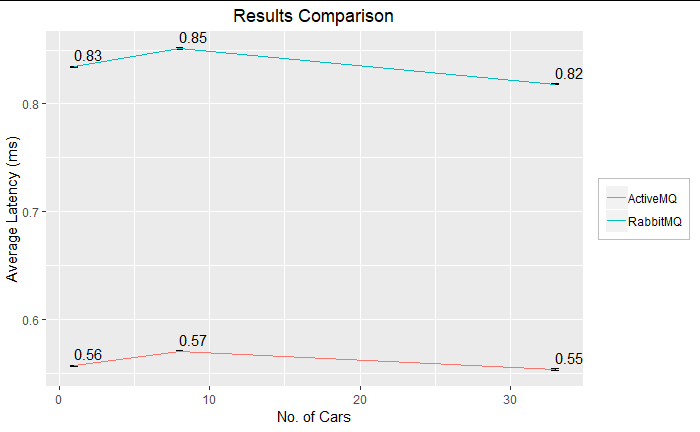 Results Comparison
0.85
0.83
0.82
0.8
Average Latency (ms)
0.7
ActiveMQ
RabbitMQ
0.6
0.57
0.56
0.55
0
10
20
30
No. of Cars